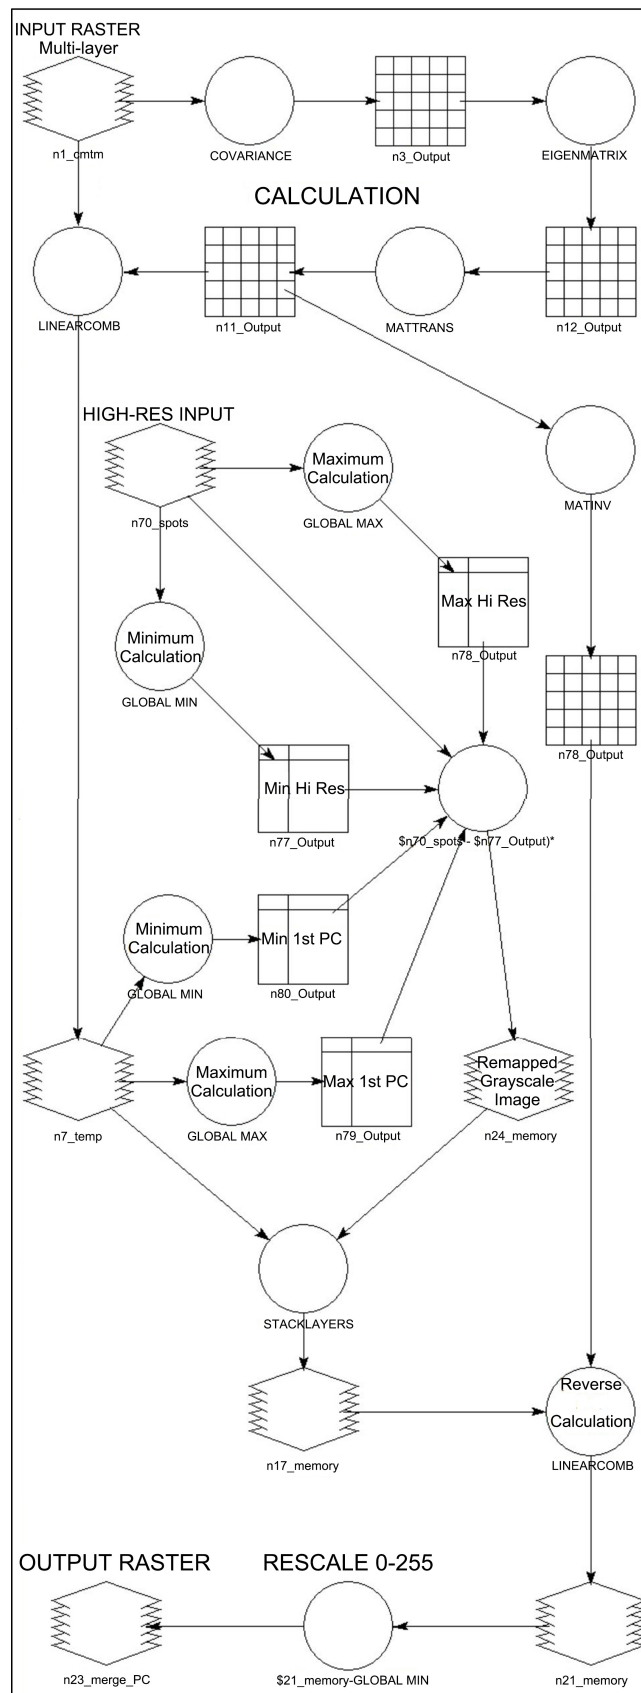 INPUT RASTER
Multi-layer
n1_cmtm
COVARIANCE
n3_Output
EIGENMATRIX
CALCULATION
LINEARCOMB
n11_Output
MATTRANS
n12_Output
HIGH-RES INPUT
n70_spots
Maximum
Calculation
GLOBAL MAX
MATINV
Max Hi Res
n78_Output
Minimum
Calculation
GLOBAL MIN
n78_Output
Min Hi Res
n77_Output
$n70_spots - $n77_Output)*
Minimum
Calculation
GLOBAL MIN
Min 1st PC
n80_Output
n7_temp
Maximum
Calculation
GLOBAL MAX
Max 1st PC
n79_Output
Remapped
Grayscale
Image
n24_memory
STACKLAYERS
n17_memory
Reverse
Calculation
LINEARCOMB
OUTPUT RASTER
RESCALE 0-255
n23_merge_PC
$21_memory-GLOBAL MIN
n21_memory